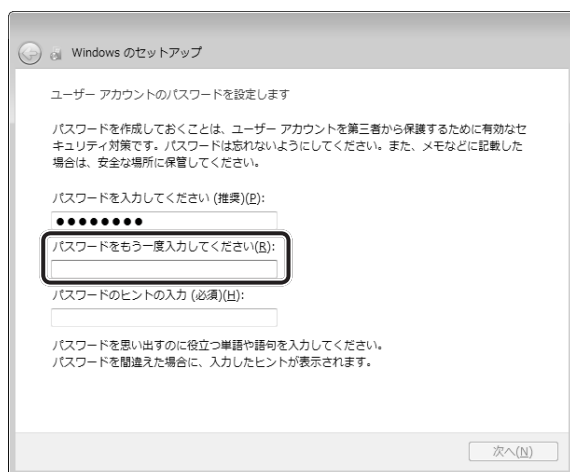 Windows のセットアップ
ユーザー アカウントのパスワードを設定します
パスワードを作成しておくことは、ユーザー アカウントを第三者から保護するために有効なセ
キュリティ対策です。パスワードは忘れないようにしてください。また、メモなどに記載した
場合は、安全な場所に保管してください。
パスワードを入力してください (推奨)(P):
●●●●●●●●
パスワードをもう一度入力してください(R):
パスワードのヒントの入力 (必須)(H):
パスワードを思い出すのに役立つ単語や語句を入力してください。
パスワードを間違えた場合に、入力したヒントが表示されます。
次へ(N)